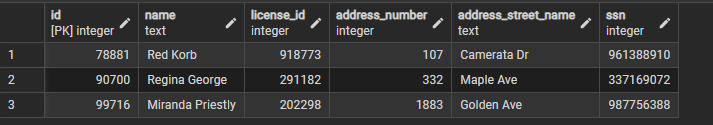 id name license_id address_number address_street_name ssn
[PK] integer text integer integer text integer
1 78881 Red Korb 918773 107 Camerata Dr 961388910
2 90700 Regina George 291182 332 Maple Ave 337169072
3 99716 Miranda Priestly 202298 1883 Golden Ave 987756388